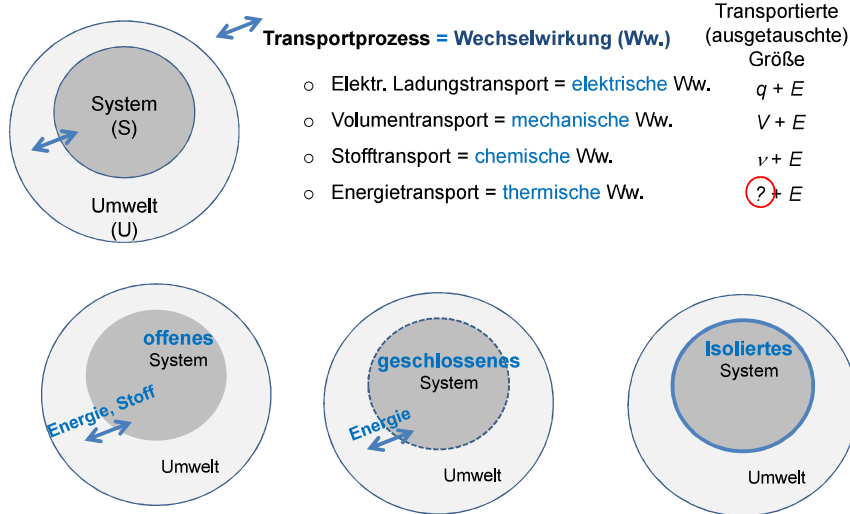 Transportierte
(ausgetauschte)
Größe
Transportprozess = Wechselwirkung (Ww.)
System
(S)
Umwelt
(U)
○ Elektr. Ladungstransport = elektrische Ww. q + E
○ Volumentransport = mechanische Ww. V + E
○ Stofftransport = chemische Ww. ν + E
○ Energietransport = thermische Ww. ? + E
offenes
System
Energie, Stoff
Umwelt
geschlossenes
System
Energie
Umwelt
Isoliertes
System
Umwelt